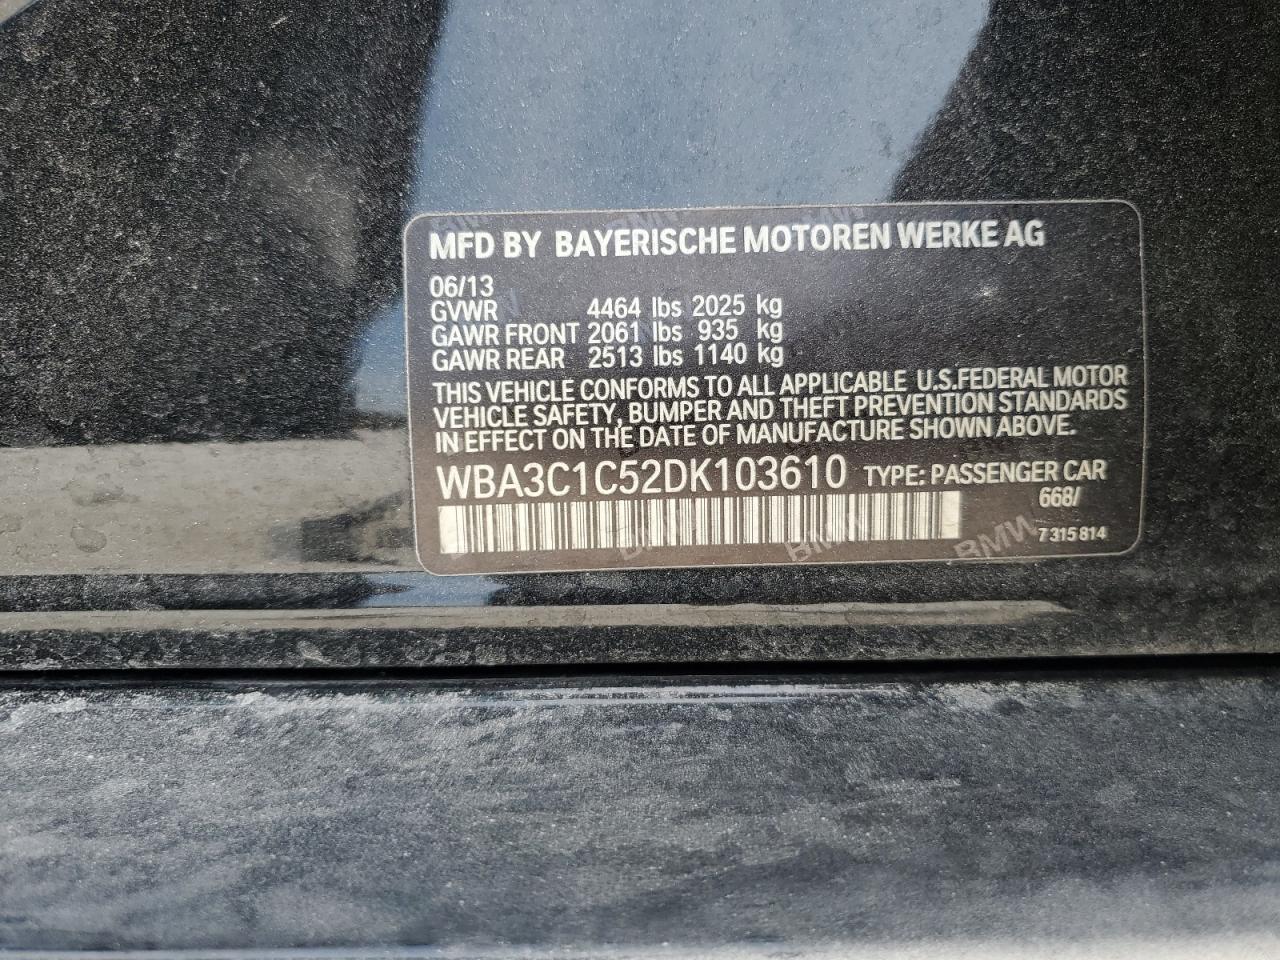 MFD BY BAYERISCHE MOTOREN WERKE AG
06/13
GVWR 4464 lbs 2025 kg
GAWR FRONT 2061 lbs 935 kg
GAWR REAR 2513 lbs 1140 kg
THIS VEHICLE CONFORMS TO ALL APPLICABLE U.S.FEDERAL MOTOR
VEHICLE SAFETY, BUMPER AND THEFT PREVENTION STANDARDS
IN EFFECT ON THE DATE OF MANUFACTURE SHOWN ABOVE.
WBA3C1C52DK103610 TYPE: PASSENGER CAR
668/
7 315 814
BMW BMW BMW